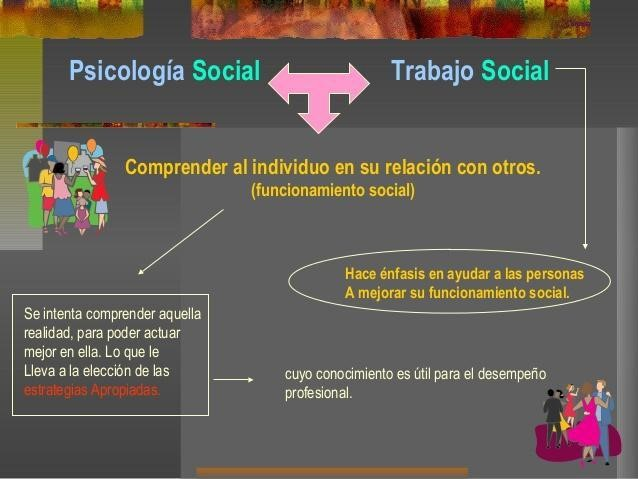 Psicología Social
Trabajo Social
Comprender al individuo en su relación con otros.
(funcionamiento social)
Hace énfasis en ayudar a las personas
A mejorar su funcionamiento social.
Se intenta comprender aquella
realidad, para poder actuar
mejor en ella. Lo que le
Lleva a la elección de las
estrategias Apropiadas.
cuyo conocimiento es útil para el desempeño
profesional.